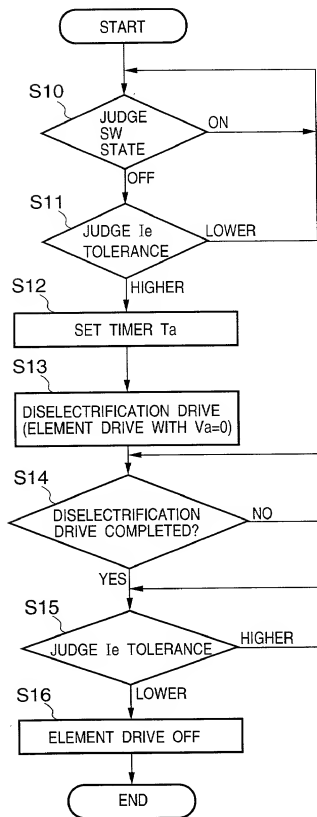 START
S10
JUDGE
SW
STATE
ON
OFF
S11
JUDGE Ie
TOLERANCE
LOWER
HIGHER
S12
SET TIMER Ta
S13
DISELECTRIFICATION DRIVE
(ELEMENT DRIVE WITH Va=0)
S14
DISELECTRIFICATION
DRIVE COMPLETED?
NO
YES
S15
JUDGE Ie TOLERANCE
HIGHER
LOWER
S16
ELEMENT DRIVE OFF
END